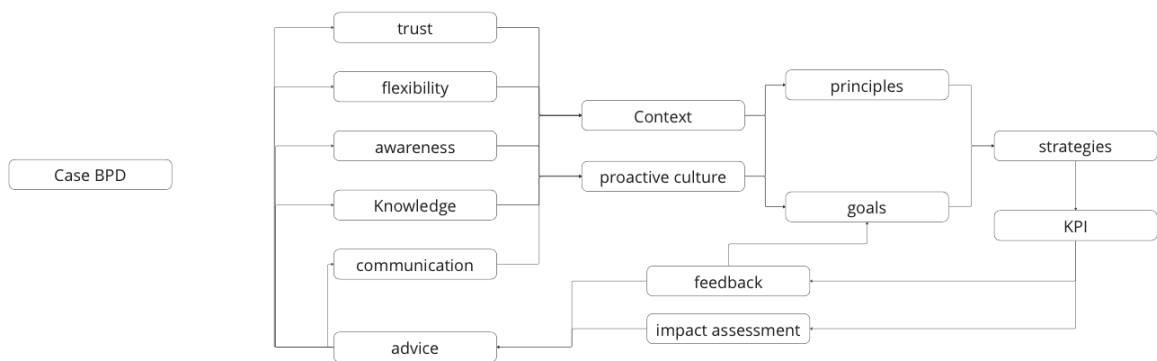 Case BPD
trust
flexibility
awareness
Knowledge
communication
advice
Context
proactive culture
principles
goals
feedback
impact assessment
strategies
KPI